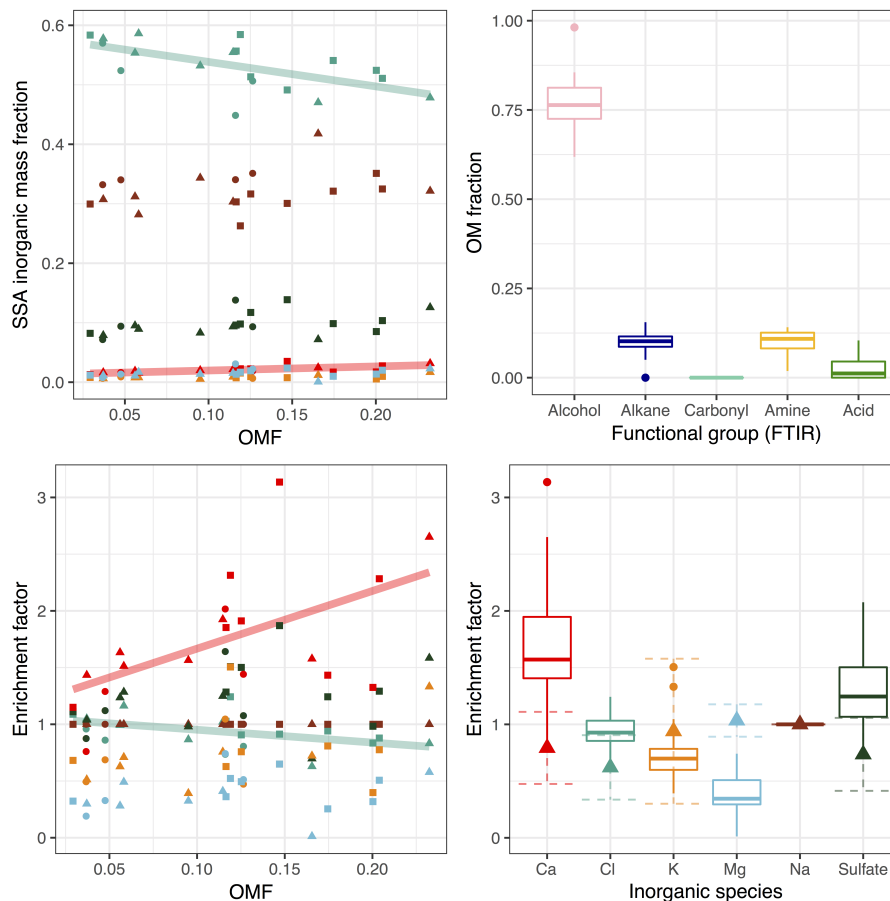 SSA inorganic mass fraction
0.6
0.4
0.2
0.0
0.05 0.10 0.15 0.20
OMF
OM fraction
1.00
0.75
0.50
0.25
0.00
Alcohol Alkane Carbonyl Amine Acid
Functional group (FTIR)
Enrichment factor
3
2
1
0
0.05 0.10 0.15 0.20
OMF
Enrichment factor
3
2
1
0
Ca Cl K Mg Na Sulfate
Inorganic species